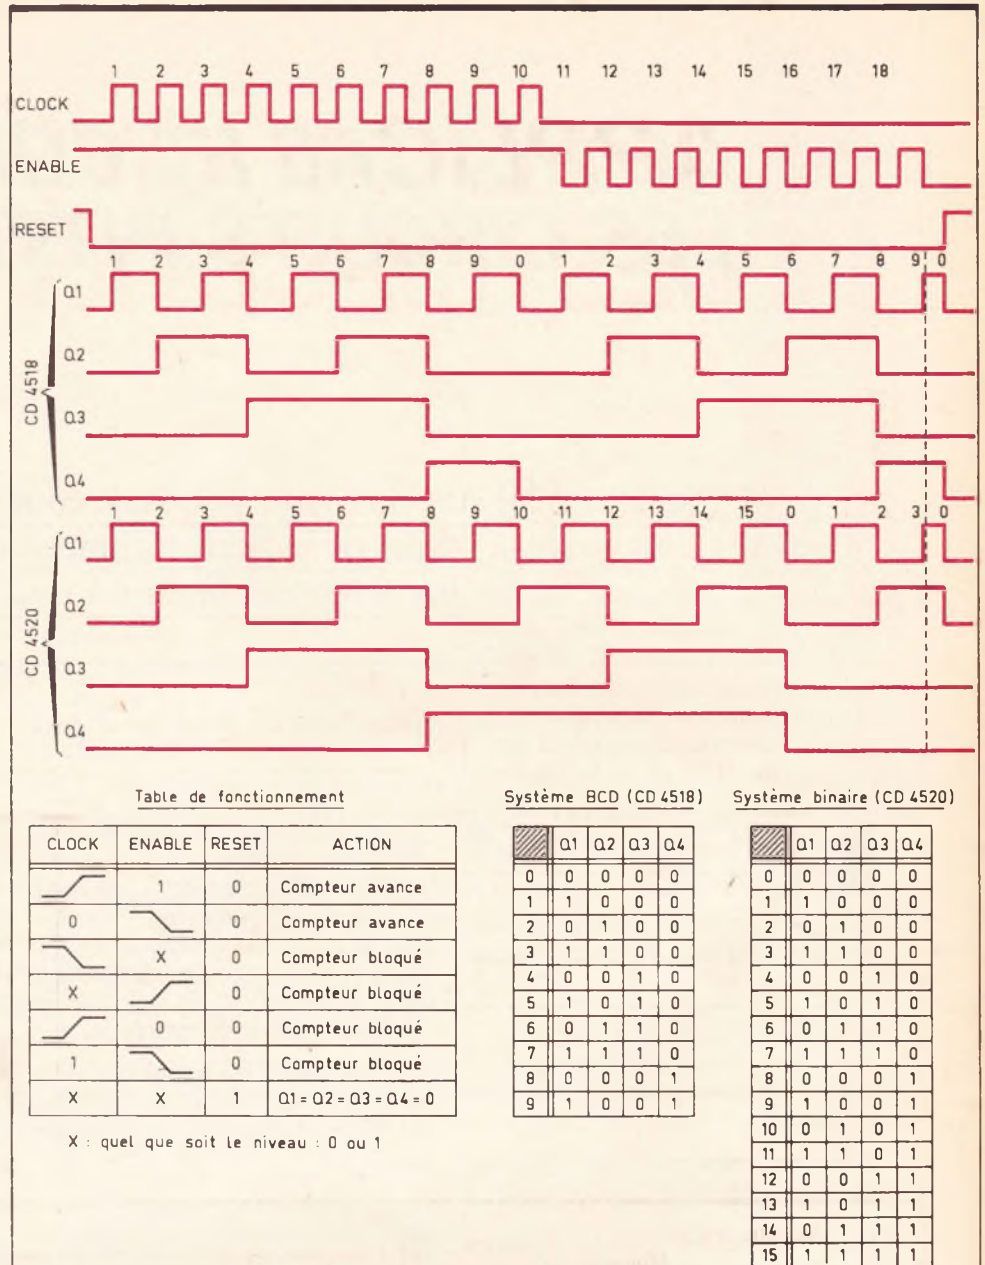 1 2 3 4 5 6 7 8 9 10 11 12 13 14 15 16 17 18
CLOCK
ENABLE
RESET
1 2 3 4 5 6 7 8 9 0 1 2 3 4 5 6 7 8 9 0
CD 4518
Q1
Q2
Q3
Q4
1 2 3 4 5 6 7 8 9 10 11 12 13 14 15 0 1 2 3 0
CD 4520
Q1
Q2
Q3
Q4
Table de fonctionnement
CLOCK ENABLE RESET ACTION
1 0 Compteur avance
0 0 Compteur avance
X 0 Compteur bloqué
X 0 Compteur bloqué
0 0 Compteur bloqué
1 0 Compteur bloqué
X X 1 Q1 = Q2 = Q3 = Q4 = 0
X : quel que soit le niveau : 0 ou 1
Système BCD (CD 4518)
Q1 Q2 Q3 Q4
0 0 0 0 0
1 1 0 0 0
2 0 1 0 0
3 1 1 0 0
4 0 0 1 0
5 1 0 1 0
6 0 1 1 0
7 1 1 1 0
8 0 0 0 1
9 1 0 0 1
Système binaire (CD 4520)
Q1 Q2 Q3 Q4
0 0 0 0 0
1 1 0 0 0
2 0 1 0 0
3 1 1 0 0
4 0 0 1 0
5 1 0 1 0
6 0 1 1 0
7 1 1 1 0
8 0 0 0 1
9 1 0 0 1
10 0 1 0 1
11 1 1 0 1
12 0 0 1 1
13 1 0 1 1
14 0 1 1 1
15 1 1 1 1